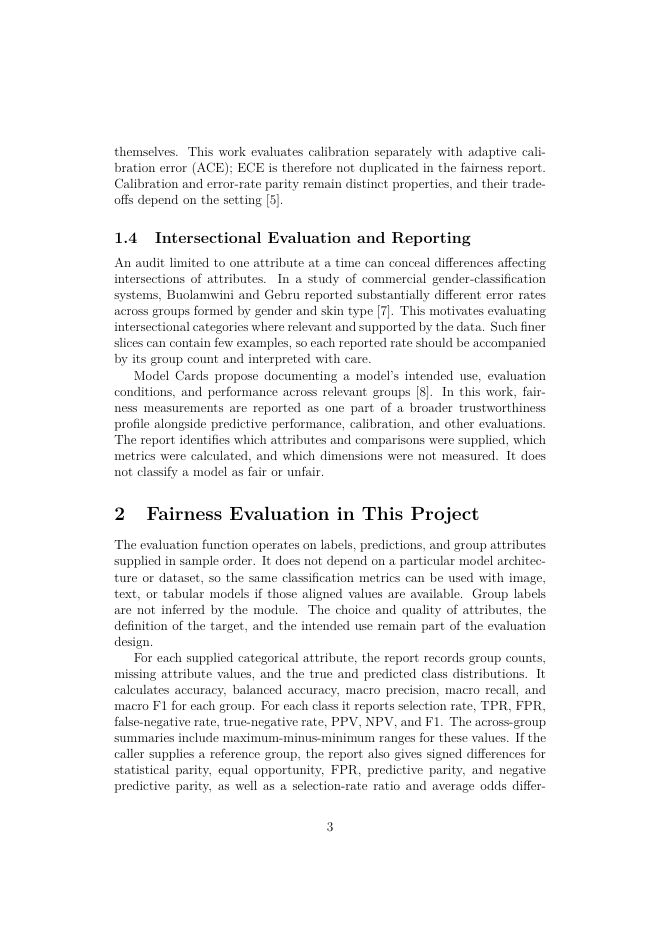 themselves. This work evaluates calibration separately with adaptive cali-
bration error (ACE); ECE is therefore not duplicated in the fairness report.
Calibration and error-rate parity remain distinct properties, and their trade-
offs depend on the setting [5].
1.4 Intersectional Evaluation and Reporting
An audit limited to one attribute at a time can conceal differences affecting
intersections of attributes. In a study of commercial gender-classification
systems, Buolamwini and Gebru reported substantially different error rates
across groups formed by gender and skin type [7]. This motivates evaluating
intersectional categories where relevant and supported by the data. Such finer
slices can contain few examples, so each reported rate should be accompanied
by its group count and interpreted with care.
Model Cards propose documenting a model's intended use, evaluation
conditions, and performance across relevant groups [8]. In this work, fair-
ness measurements are reported as one part of a broader trustworthiness
profile alongside predictive performance, calibration, and other evaluations.
The report identifies which attributes and comparisons were supplied, which
metrics were calculated, and which dimensions were not measured. It does
not classify a model as fair or unfair.
2 Fairness Evaluation in This Project
The evaluation function operates on labels, predictions, and group attributes
supplied in sample order. It does not depend on a particular model architec-
ture or dataset, so the same classification metrics can be used with image,
text, or tabular models if those aligned values are available. Group labels
are not inferred by the module. The choice and quality of attributes, the
definition of the target, and the intended use remain part of the evaluation
design.
For each supplied categorical attribute, the report records group counts,
missing attribute values, and the true and predicted class distributions. It
calculates accuracy, balanced accuracy, macro precision, macro recall, and
macro F1 for each group. For each class it reports selection rate, TPR, FPR,
false-negative rate, true-negative rate, PPV, NPV, and F1. The across-group
summaries include maximum-minus-minimum ranges for these values. If the
caller supplies a reference group, the report also gives signed differences for
statistical parity, equal opportunity, FPR, predictive parity, and negative
predictive parity, as well as a selection-rate ratio and average odds differ-
3